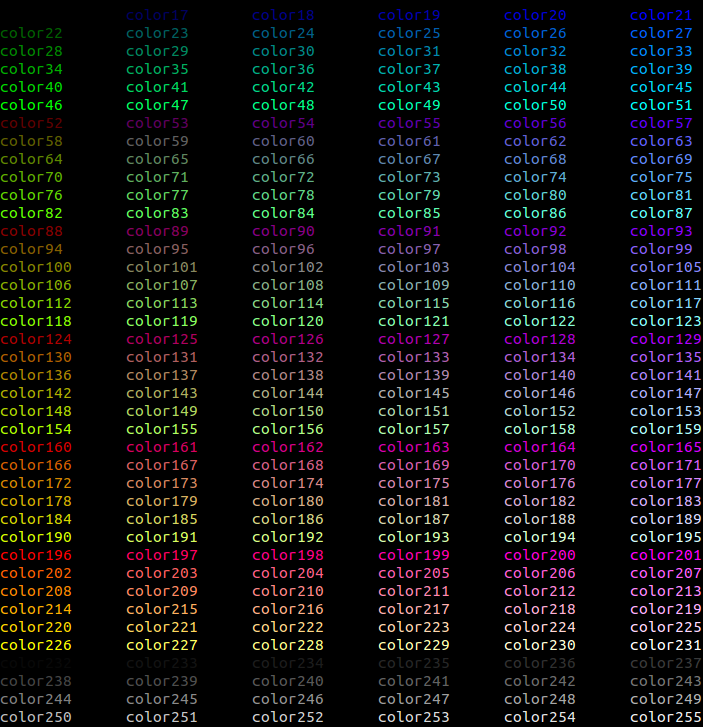 color17 color18 color19 color20 color21
color22 color23 color24 color25 color26 color27
color28 color29 color30 color31 color32 color33
color34 color35 color36 color37 color38 color39
color40 color41 color42 color43 color44 color45
color46 color47 color48 color49 color50 color51
color52 color53 color54 color55 color56 color57
color58 color59 color60 color61 color62 color63
color64 color65 color66 color67 color68 color69
color70 color71 color72 color73 color74 color75
color76 color77 color78 color79 color80 color81
color82 color83 color84 color85 color86 color87
color88 color89 color90 color91 color92 color93
color94 color95 color96 color97 color98 color99
color100 color101 color102 color103 color104 color105
color106 color107 color108 color109 color110 color111
color112 color113 color114 color115 color116 color117
color118 color119 color120 color121 color122 color123
color124 color125 color126 color127 color128 color129
color130 color131 color132 color133 color134 color135
color136 color137 color138 color139 color140 color141
color142 color143 color144 color145 color146 color147
color148 color149 color150 color151 color152 color153
color154 color155 color156 color157 color158 color159
color160 color161 color162 color163 color164 color165
color166 color167 color168 color169 color170 color171
color172 color173 color174 color175 color176 color177
color178 color179 color180 color181 color182 color183
color184 color185 color186 color187 color188 color189
color190 color191 color192 color193 color194 color195
color196 color197 color198 color199 color200 color201
color202 color203 color204 color205 color206 color207
color208 color209 color210 color211 color212 color213
color214 color215 color216 color217 color218 color219
color220 color221 color222 color223 color224 color225
color226 color227 color228 color229 color230 color231
color232 color233 color234 color235 color236 color237
color238 color239 color240 color241 color242 color243
color244 color245 color246 color247 color248 color249
color250 color251 color252 color253 color254 color255